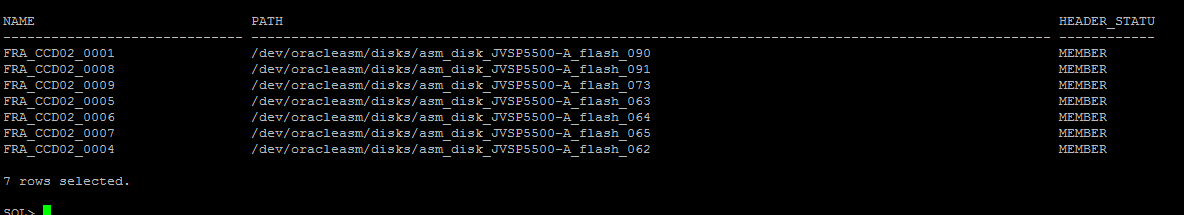 NAME PATH HEADER_STATU
------------------------------ ---------------------------------------------------------------------------------------------------- ------------
FRA_CCD02_0001 /dev/oracleasm/disks/asm_disk_JVSP5500-A_flash_090 MEMBER
FRA_CCD02_0008 /dev/oracleasm/disks/asm_disk_JVSP5500-A_flash_091 MEMBER
FRA_CCD02_0009 /dev/oracleasm/disks/asm_disk_JVSP5500-A_flash_073 MEMBER
FRA_CCD02_0005 /dev/oracleasm/disks/asm_disk_JVSP5500-A_flash_063 MEMBER
FRA_CCD02_0006 /dev/oracleasm/disks/asm_disk_JVSP5500-A_flash_064 MEMBER
FRA_CCD02_0007 /dev/oracleasm/disks/asm_disk_JVSP5500-A_flash_065 MEMBER
FRA_CCD02_0004 /dev/oracleasm/disks/asm_disk_JVSP5500-A_flash_062 MEMBER
7 rows selected.
SQL>